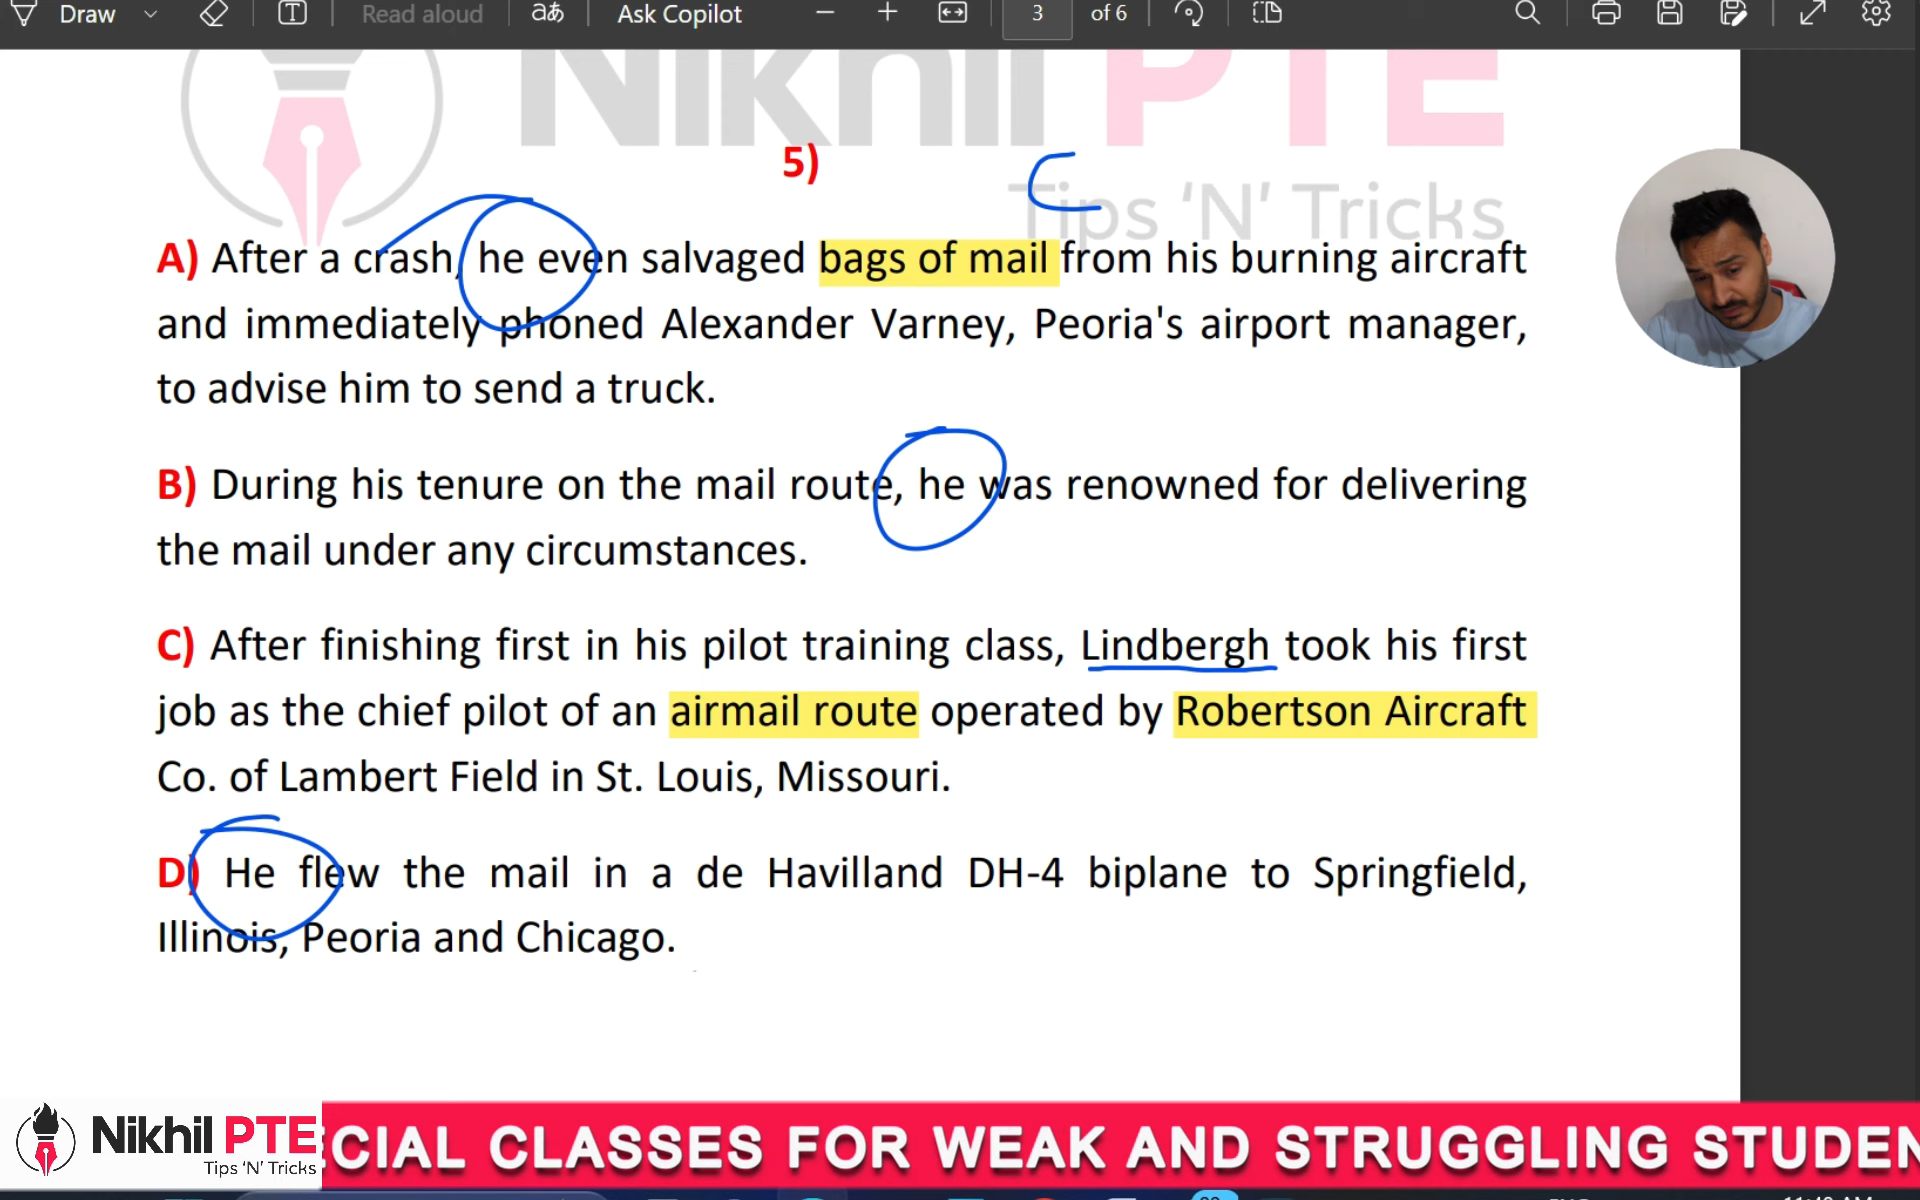 Draw
Read aloud
aあ
Ask Copilot
3
of 6
Nikhil PTE
Tips ‘N’ Tricks
5)
C
A) After a crash, he even salvaged bags of mail from his burning aircraft
and immediately phoned Alexander Varney, Peoria's airport manager,
to advise him to send a truck.
B) During his tenure on the mail route, he was renowned for delivering
the mail under any circumstances.
C) After finishing first in his pilot training class, Lindbergh took his first
job as the chief pilot of an airmail route operated by Robertson Aircraft
Co. of Lambert Field in St. Louis, Missouri.
D) He flew the mail in a de Havilland DH-4 biplane to Springfield,
Illinois, Peoria and Chicago.
Nikhil PTE
Tips ‘N’ Tricks
ECIAL CLASSES FOR WEAK AND STRUGGLING STUDEN